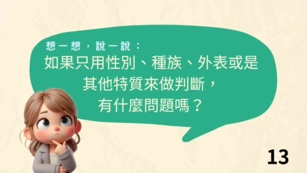 想一想，說一說：
如果只用性別、種族、外表或是
其他特質來做判斷，
有什麼問題嗎？
13